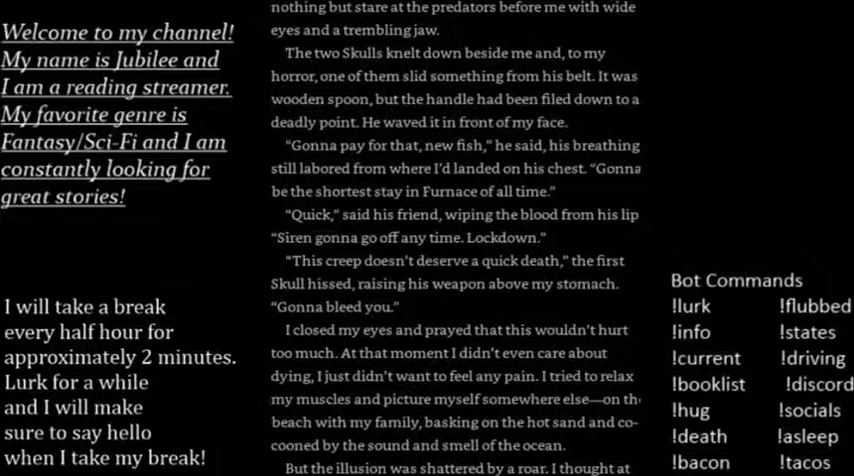 Welcome to my channel!
My name is Jubilee and
I am a reading streamer.
My favorite genre is
Fantasy/Sci-Fi and I am
constantly looking for
great stories!
I will take a break
every half hour for
approximately 2 minutes.
Lurk for a while
and I will make
sure to say hello
when I take my break!
nothing but stare at the predators before me with wide
eyes and a trembling jaw.
The two Skulls knelt down beside me and, to my
horror, one of them slid something from his belt. It was
wooden spoon, but the handle had been filed down to a
deadly point. He waved it in front of my face.
“Gonna pay for that, new fish,” he said, his breathing
still labored from where I’d landed on his chest. “Gonna
be the shortest stay in Furnace of all time.”
“Quick,” said his friend, wiping the blood from his lip
“Siren gonna go off any time. Lockdown.”
“This creep doesn’t deserve a quick death,” the first
Skull hissed, raising his weapon above my stomach.
“Gonna bleed you.”
I closed my eyes and prayed that this wouldn’t hurt
too much. At that moment I didn’t even care about
dying, I just didn’t want to feel any pain. I tried to relax
my muscles and picture myself somewhere else—on th
beach with my family, basking on the hot sand and co-
cooned by the sound and smell of the ocean.
But the illusion was shattered by a roar. I thought at
Bot Commands
!lurk !flubbed
!info !states
!current !driving
!booklist !discord
!hug !socials
!death !asleep
!bacon !tacos